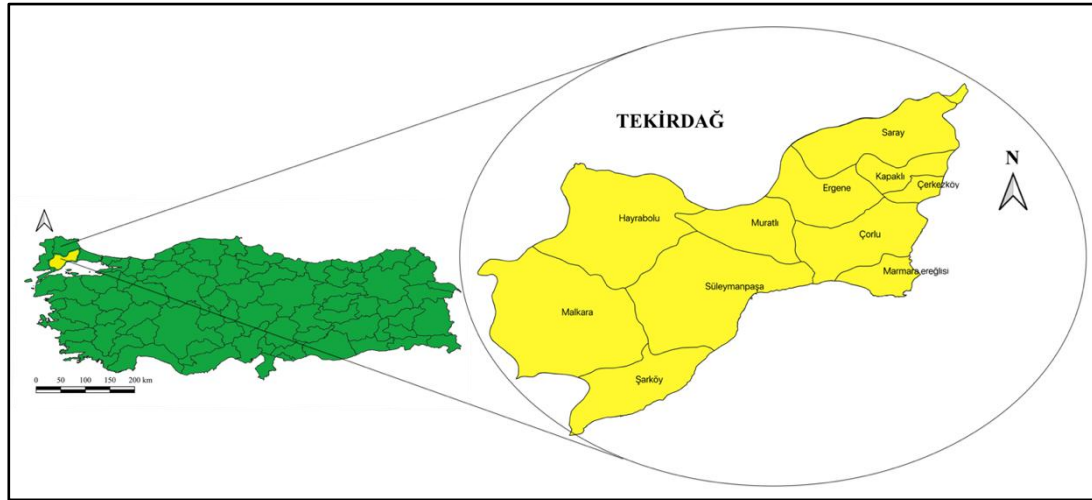 TEKİRDAĞ
N
Saray
Kapaklı
Çerkezköy
Ergene
Hayrabolu
Muratlı
Çorlu
Marmara ereğlisı
Süleymanpaşa
Malkara
Şarköy
0 50 100 150 200 km